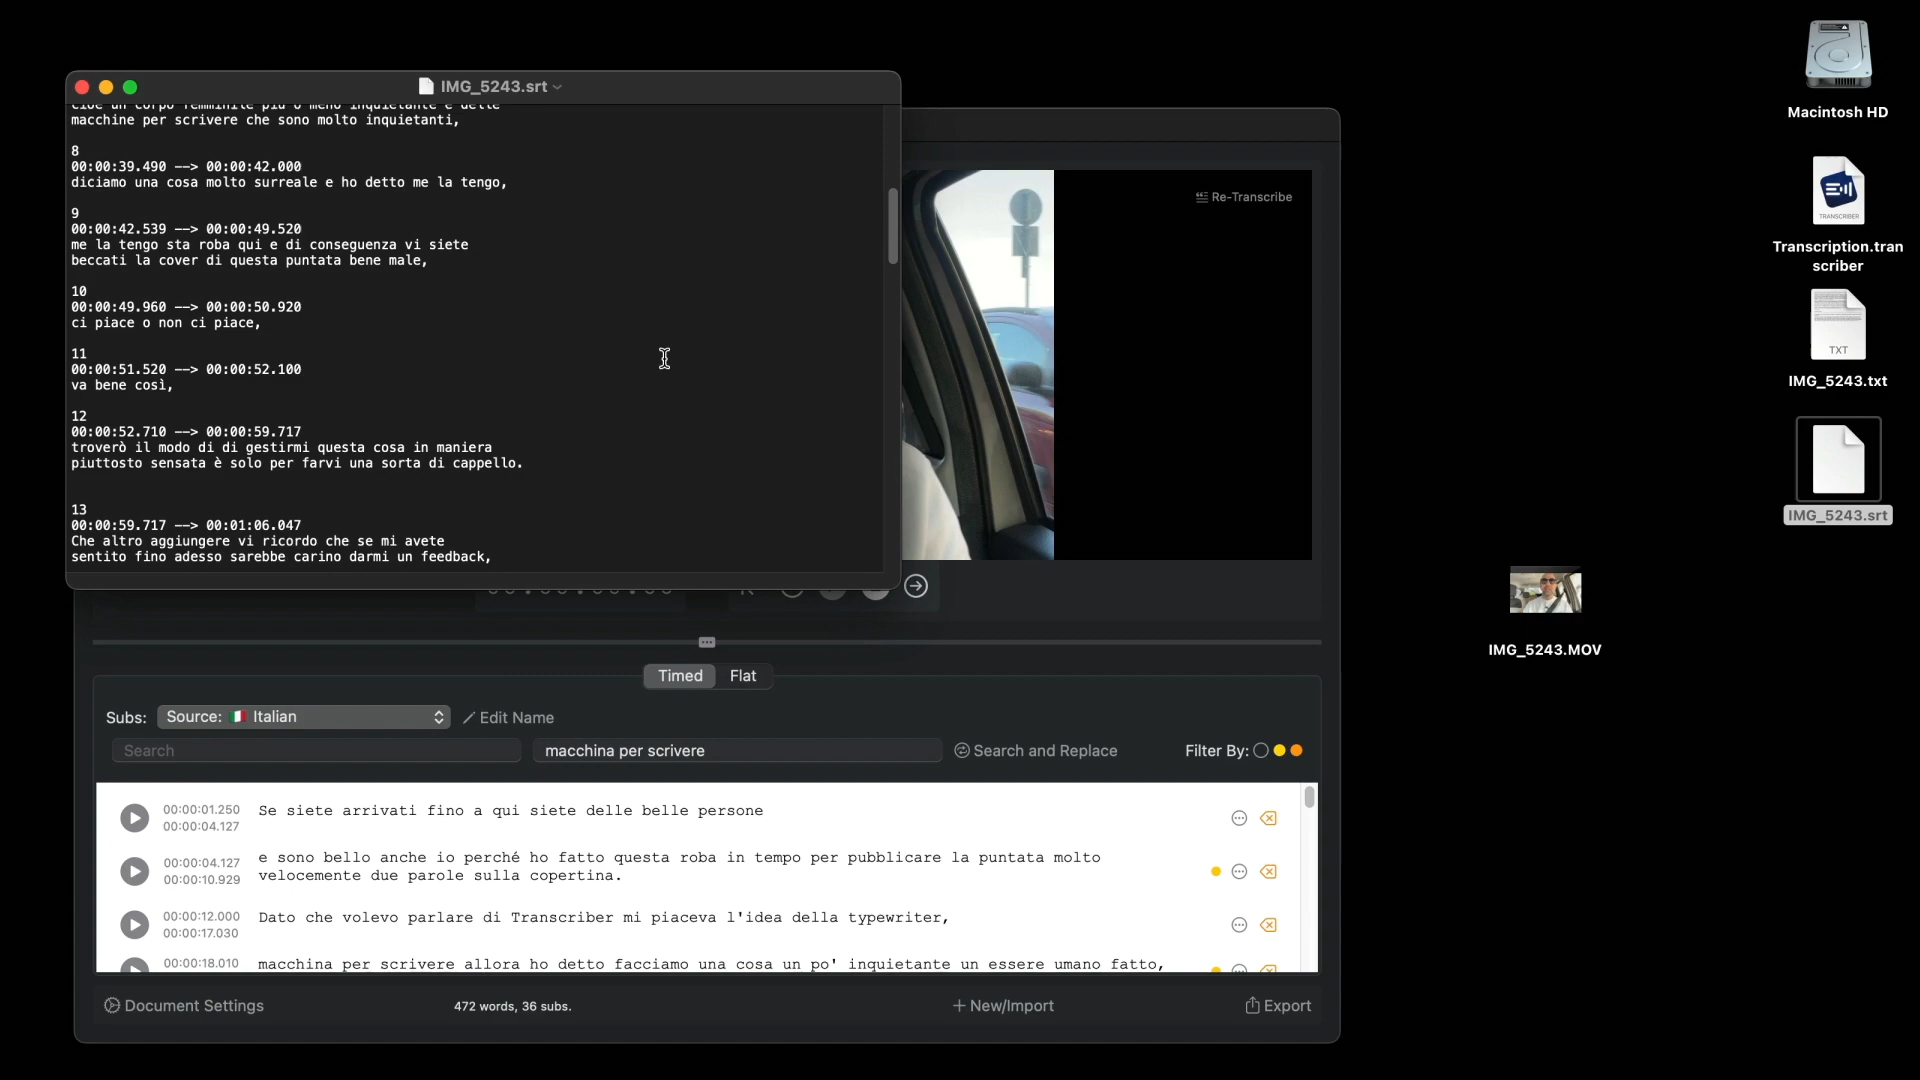 IMG_5243.srt
cioè un corpo femminile più o meno inquietante e delle
macchine per scrivere che sono molto inquietanti,
8
00:00:39.490 --> 00:00:42.000
diciamo una cosa molto surreale e ho detto me la tengo,
9
00:00:42.539 --> 00:00:49.520
me la tengo sta roba qui e di conseguenza vi siete
beccati la cover di questa puntata bene male,
10
00:00:49.960 --> 00:00:50.920
ci piace o non ci piace,
11
00:00:51.520 --> 00:00:52.100
va bene così,
12
00:00:52.710 --> 00:00:59.717
troverò il modo di di gestirmi questa cosa in maniera
piuttosto sensata è solo per farvi una sorta di cappello.
13
00:00:59.717 --> 00:01:06.047
Che altro aggiungere vi ricordo che se mi avete
sentito fino adesso sarebbe carino darmi un feedback,
Re-Transcribe
Timed Flat
Subs: Source: Italian Edit Name
Search macchina per scrivere Search and Replace Filter By:
00:00:01.250 Se siete arrivati fino a qui siete delle belle persone
00:00:04.127
00:00:04.127 e sono bello anche io perché ho fatto questa roba in tempo per pubblicare la puntata molto
00:00:10.929 velocemente due parole sulla copertina.
00:00:12.000 Dato che volevo parlare di Transcriber mi piaceva l'idea della typewriter,
00:00:17.030
00:00:18.010 macchina per scrivere allora ho detto facciamo una cosa un po' inquietante un essere umano fatto,
Document Settings 472 words, 36 subs. New/Import Export
Macintosh HD
TRANSCRIBER
Transcription.tran
scriber
TXT
IMG_5243.txt
IMG_5243.srt
IMG_5243.MOV